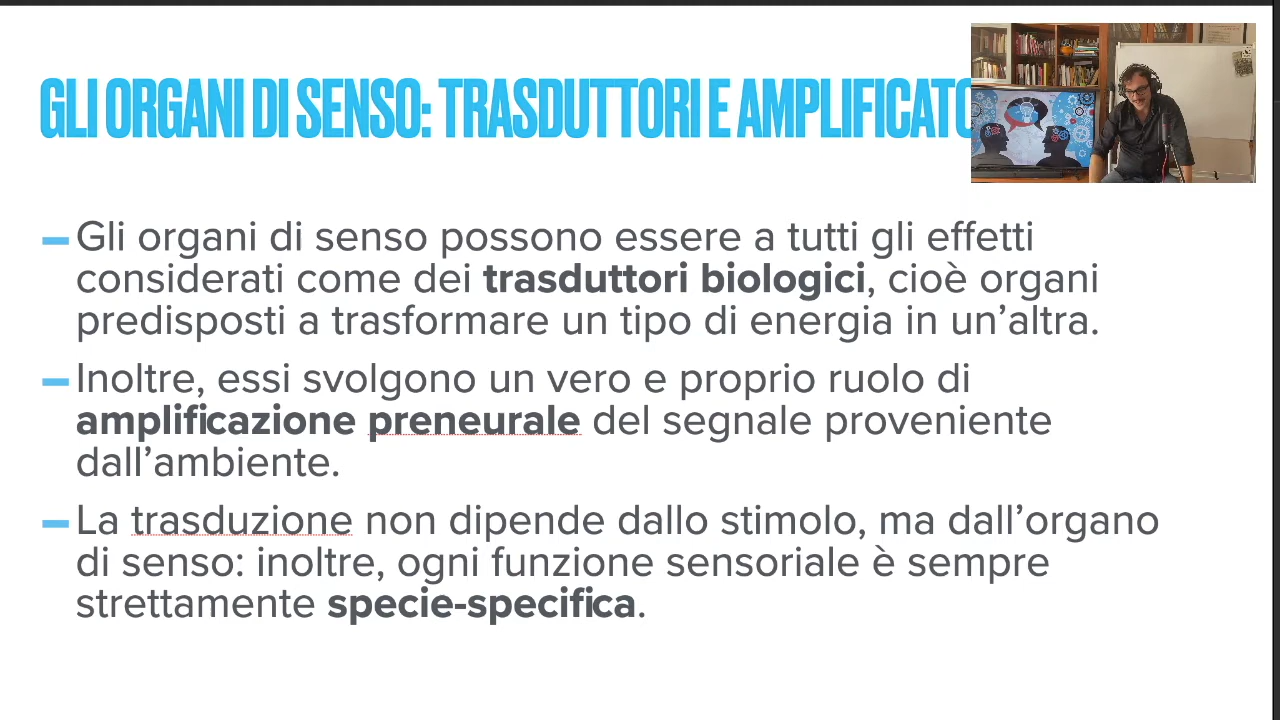 GLI ORGANI DI SENSO: TRASDUTTORI E AMPLIFICATO
Gli organi di senso possono essere a tutti gli effetti
considerati come dei trasduttori biologici, cioè organi
predisposti a trasformare un tipo di energia in un’altra.
Inoltre, essi svolgono un vero e proprio ruolo di
amplificazione preneurale del segnale proveniente
dall’ambiente.
La trasduzione non dipende dallo stimolo, ma dall’organo
di senso: inoltre, ogni funzione sensoriale è sempre
strettamente specie-specifica.